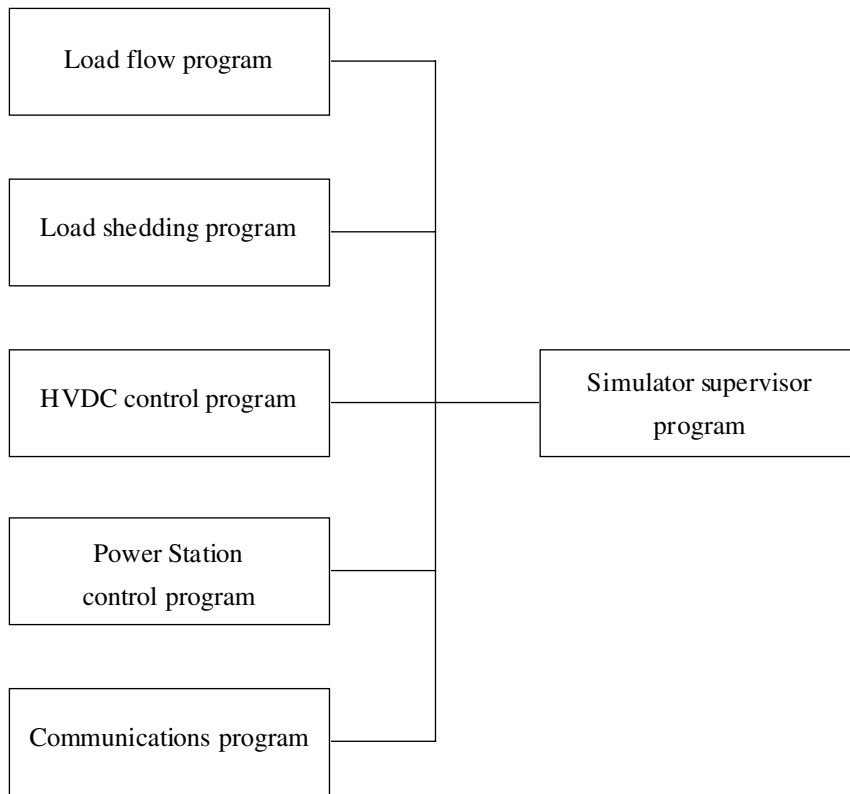 Load flow program
Load shedding program
HVDC control program
Simulator supervisor
program
Power Station
control program
Communications program